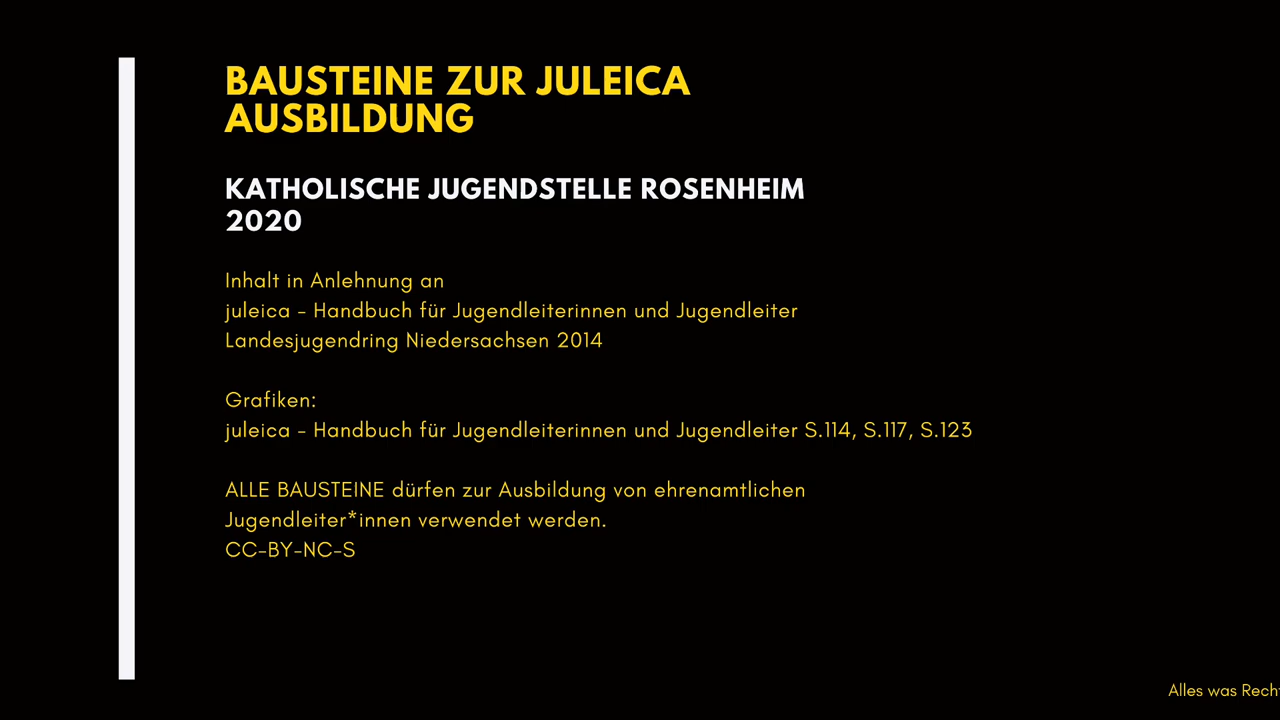 BAUSTEINE ZUR JULEICA
AUSBILDUNG
KATHOLISCHE JUGENDSTELLE ROSENHEIM
2020
Inhalt in Anlehnung an
juleica - Handbuch für Jugendleiterinnen und Jugendleiter
Landesjugendring Niedersachsen 2014
Grafiken:
juleica - Handbuch für Jugendleiterinnen und Jugendleiter S.114, S.117, S.123
ALLE BAUSTEINE dürfen zur Ausbildung von ehrenamtlichen
Jugendleiter*innen verwendet werden.
CC-BY-NC-S
Alles was Recht